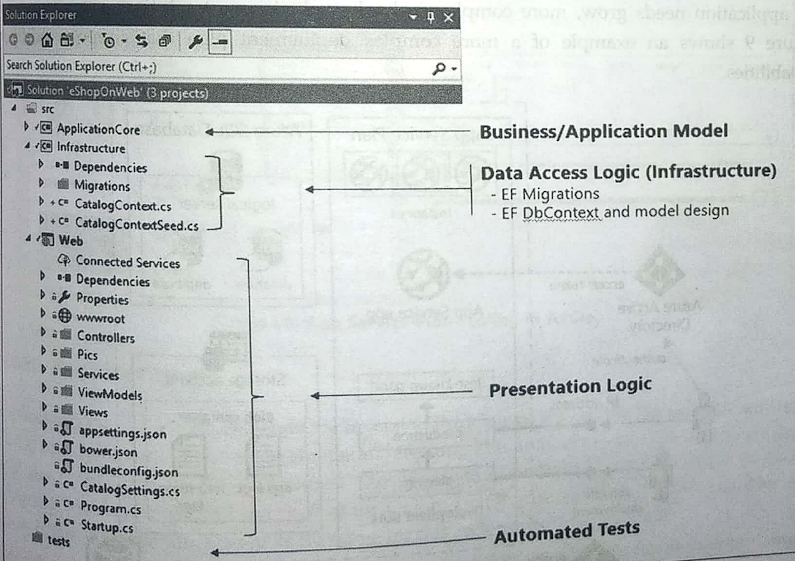 Solution Explorer
Search Solution Explorer (Ctrl+;)
Solution 'eShopOnWeb' (3 projects)
src
ApplicationCore
Business/Application Model
Infrastructure
Dependencies
Migrations
CatalogContext.cs
CatalogContextSeed.cs
Data Access Logic (Infrastructure)
- EF Migrations
- EF DbContext and model design
Web
Connected Services
Dependencies
Properties
wwwroot
Controllers
Pics
Services
ViewModels
Views
appsettings.json
bower.json
bundleconfig.json
CatalogSettings.cs
Program.cs
Startup.cs
Presentation Logic
tests
Automated Tests